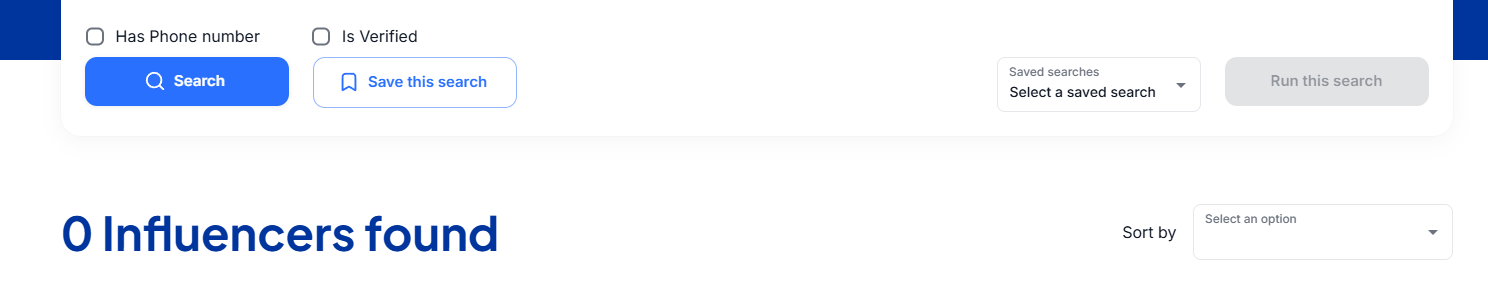 Has Phone number
Is Verified
Search
Save this search
Saved searches
Select a saved search
Run this search
0 Influencers found
Sort by
Select an option